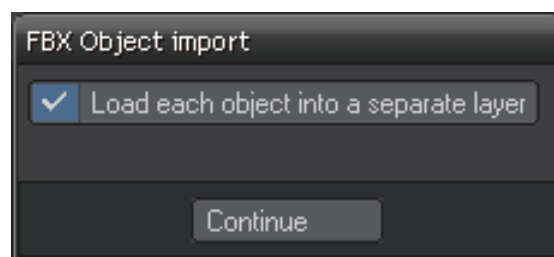 FBX Object import
Load each object into a separate layer
Continue